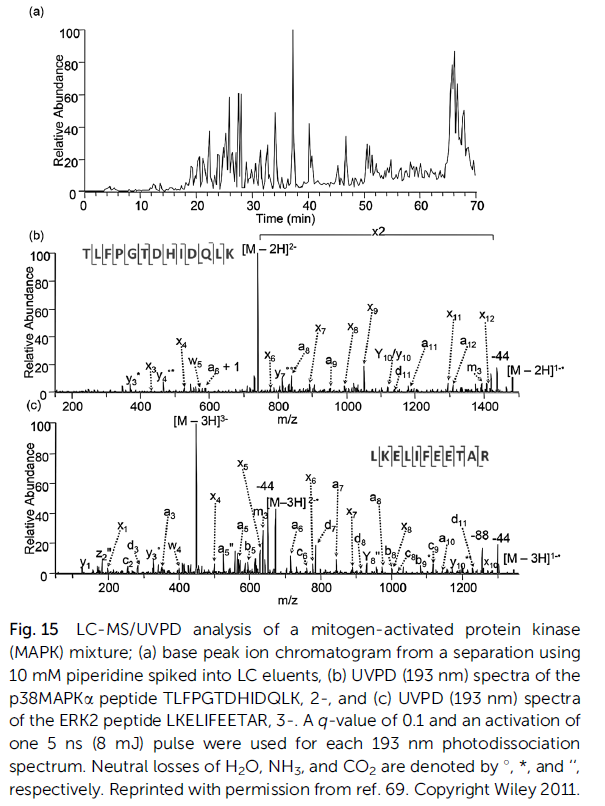 (a)
Relative Abundance
100
80
60
40
20
0
0 10 20 30 40 50 60 70
Time (min)
(b)
x2
TLFPGTDHIDQLK
[M – 2H]2-
Relative Abundance
100
80
60
40
20
0
y3*
x3
y4**
x4
w5
a6 + 1
x6
y7
a8
x7
a9
x8
x9
Y10/y10
d11
a11
x11
m3
x12
-44
[M – 2H]1-•
200 400 600 800 1000 1200 1400
m/z
(c)
[M – 3H]3-
LKELIFEETAR
Relative Abundance
100
80
60
40
20
0
y1
z2"
x1
c2
d3
y3*
a3
w4
x4
a5"
a5
b5
x5
m3
-44
[M–3H]2-•
a6
c6
x6
d7
a7
x7
d8
Y8"
a8
b8
c8
x8
b9
c9*
a10
y10
d11
-88
x10
-44
[M – 3H]1-•
200 400 600 800 1000 1200
m/z
Fig. 15 LC-MS/UVPD analysis of a mitogen-activated protein kinase
(MAPK) mixture; (a) base peak ion chromatogram from a separation using
10 mM piperidine spiked into LC eluents, (b) UVPD (193 nm) spectra of the
p38MAPKα peptide TLFPGTDHIDQLK, 2-, and (c) UVPD (193 nm) spectra
of the ERK2 peptide LKELIFEETAR, 3-. A q-value of 0.1 and an activation of
one 5 ns (8 mJ) pulse were used for each 193 nm photodissociation
spectrum. Neutral losses of H2O, NH3, and CO2 are denoted by °, *, and ‘’,
respectively. Reprinted with permission from ref. 69. Copyright Wiley 2011.